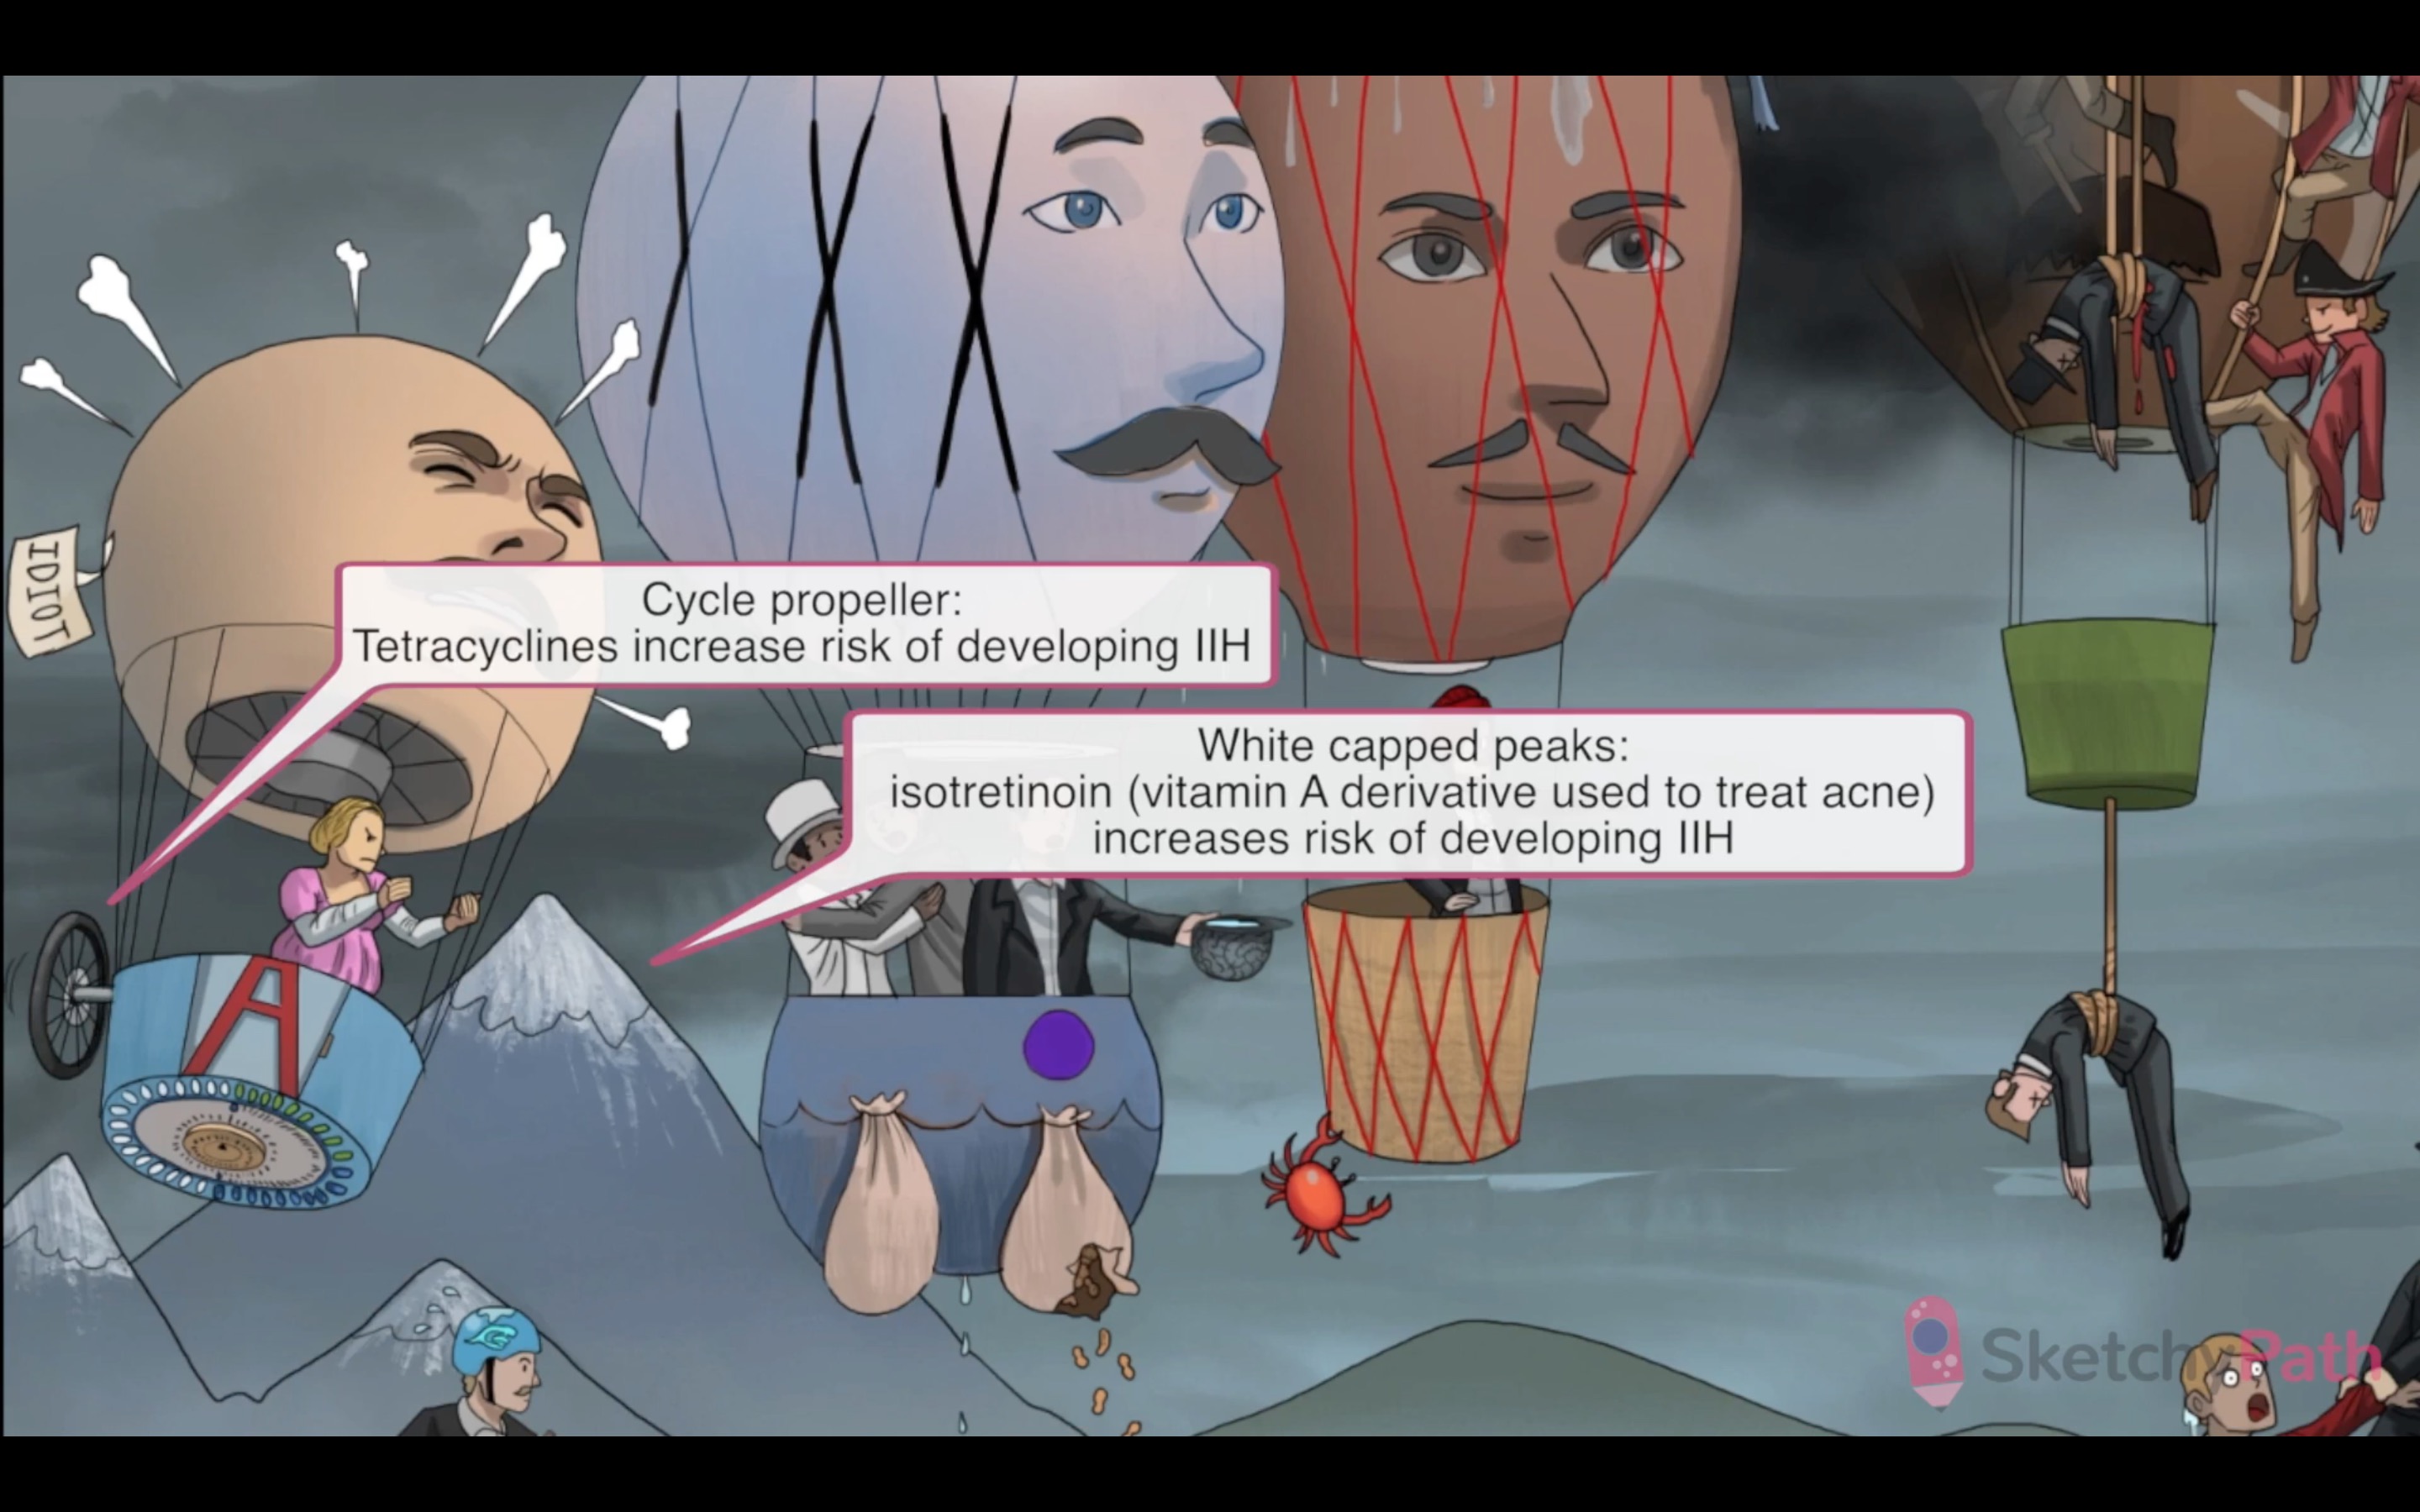 IDIOT
Cycle propeller:
Tetracyclines increase risk of developing IIH
White capped peaks:
isotretinoin (vitamin A derivative used to treat acne)
increases risk of developing IIH
A
SketchyPath